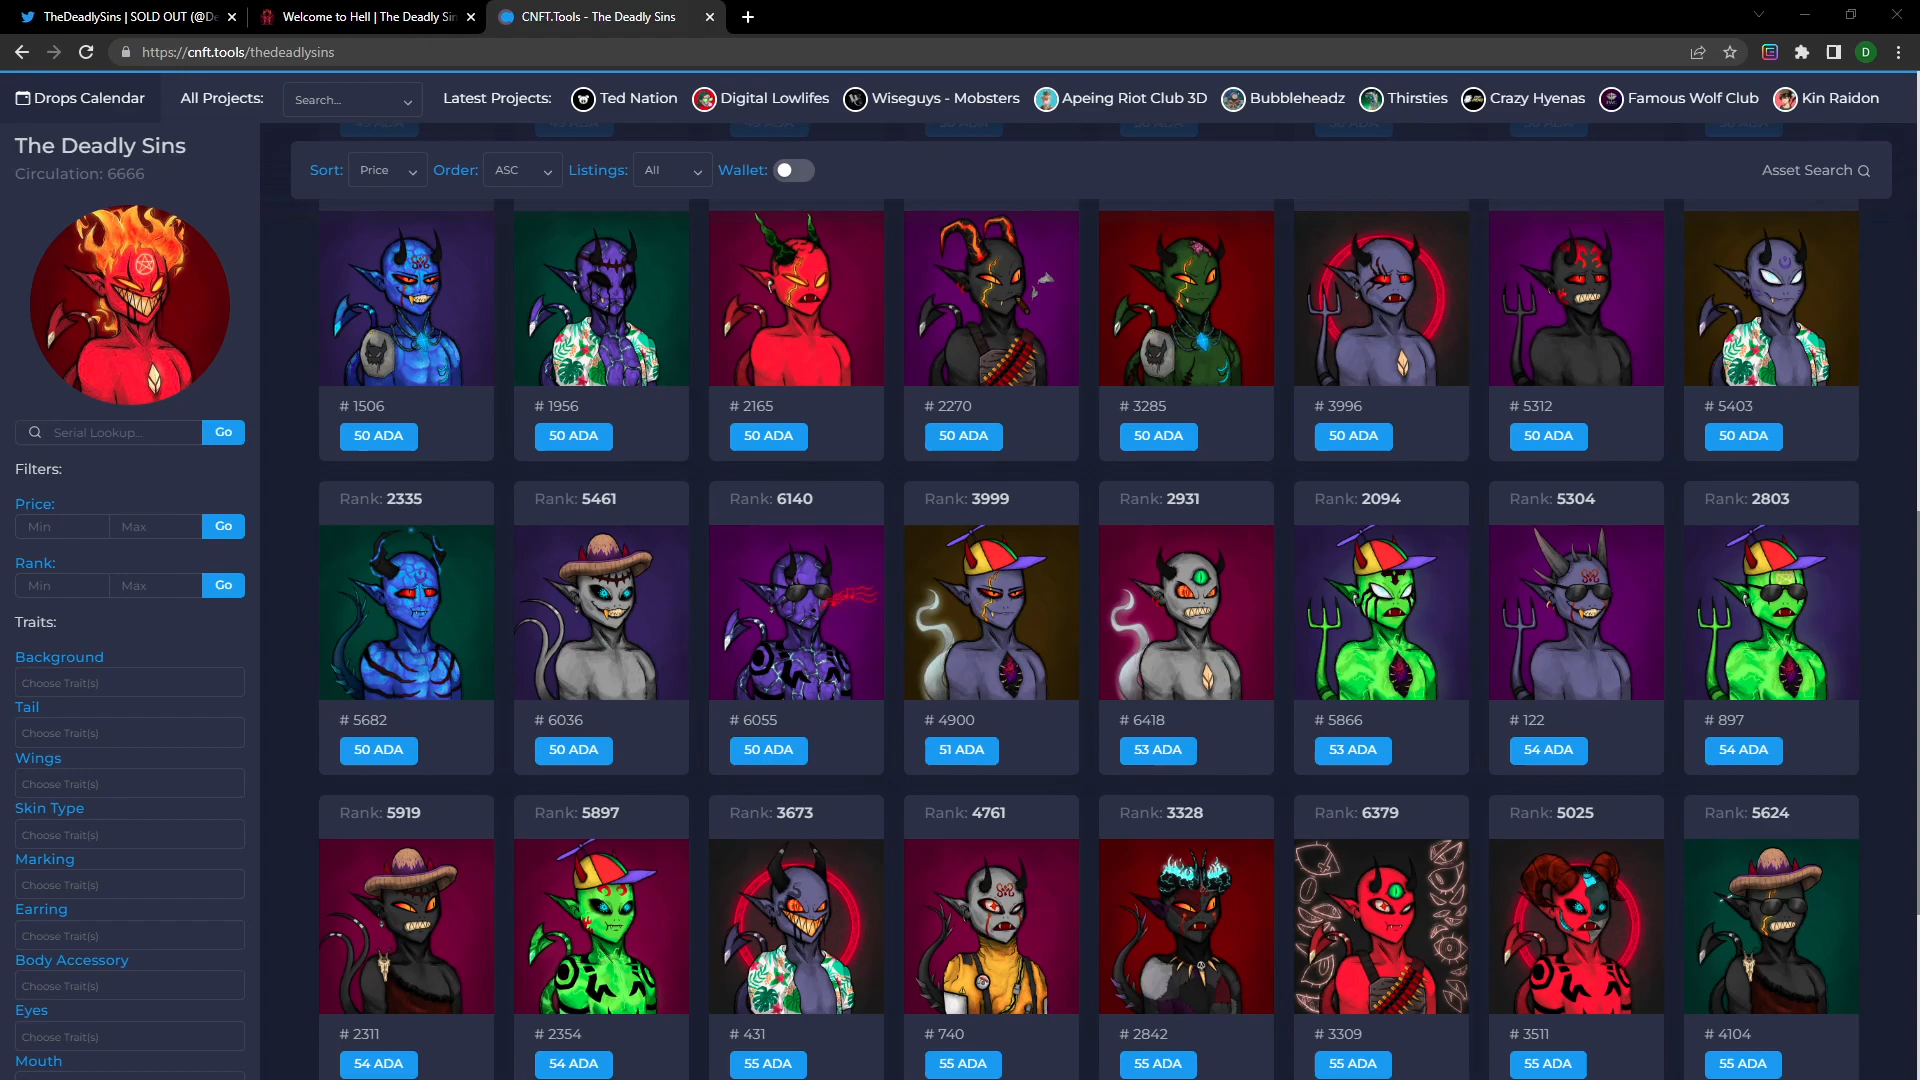 TheDeadlySins | SOLD OUT (@De
Welcome to Hell | The Deadly Sin
CNFT.Tools - The Deadly Sins
https://cnft.tools/thedeadlysins
D
Drops Calendar
All Projects:
Search...
Latest Projects:
Ted Nation
Digital Lowlifes
Wiseguys - Mobsters
Apeing Riot Club 3D
Bubbleheadz
Thirsties
Crazy Hyenas
Famous Wolf Club
Kin Raidon
The Deadly Sins
Circulation: 6666
Serial Lookup...
Go
Filters:
Price:
Min
Max
Go
Rank:
Min
Max
Go
Traits:
Background
Choose Trait(s)
Tail
Choose Trait(s)
Wings
Choose Trait(s)
Skin Type
Choose Trait(s)
Marking
Choose Trait(s)
Earring
Choose Trait(s)
Body Accessory
Choose Trait(s)
Eyes
Choose Trait(s)
Mouth
Sort:
Price
Order:
ASC
Listings:
All
Wallet:
Asset Search
# 1506
50 ADA
# 1956
50 ADA
# 2165
50 ADA
# 2270
50 ADA
# 3285
50 ADA
# 3996
50 ADA
# 5312
50 ADA
# 5403
50 ADA
Rank: 2335
# 5682
50 ADA
Rank: 5461
# 6036
50 ADA
Rank: 6140
# 6055
50 ADA
Rank: 3999
# 4900
51 ADA
Rank: 2931
# 6418
53 ADA
Rank: 2094
# 5866
53 ADA
Rank: 5304
# 122
54 ADA
Rank: 2803
# 897
54 ADA
Rank: 5919
# 2311
54 ADA
Rank: 5897
# 2354
54 ADA
Rank: 3673
# 431
55 ADA
Rank: 4761
# 740
55 ADA
Rank: 3328
# 2842
55 ADA
Rank: 6379
# 3309
55 ADA
Rank: 5025
# 3511
55 ADA
Rank: 5624
# 4104
55 ADA